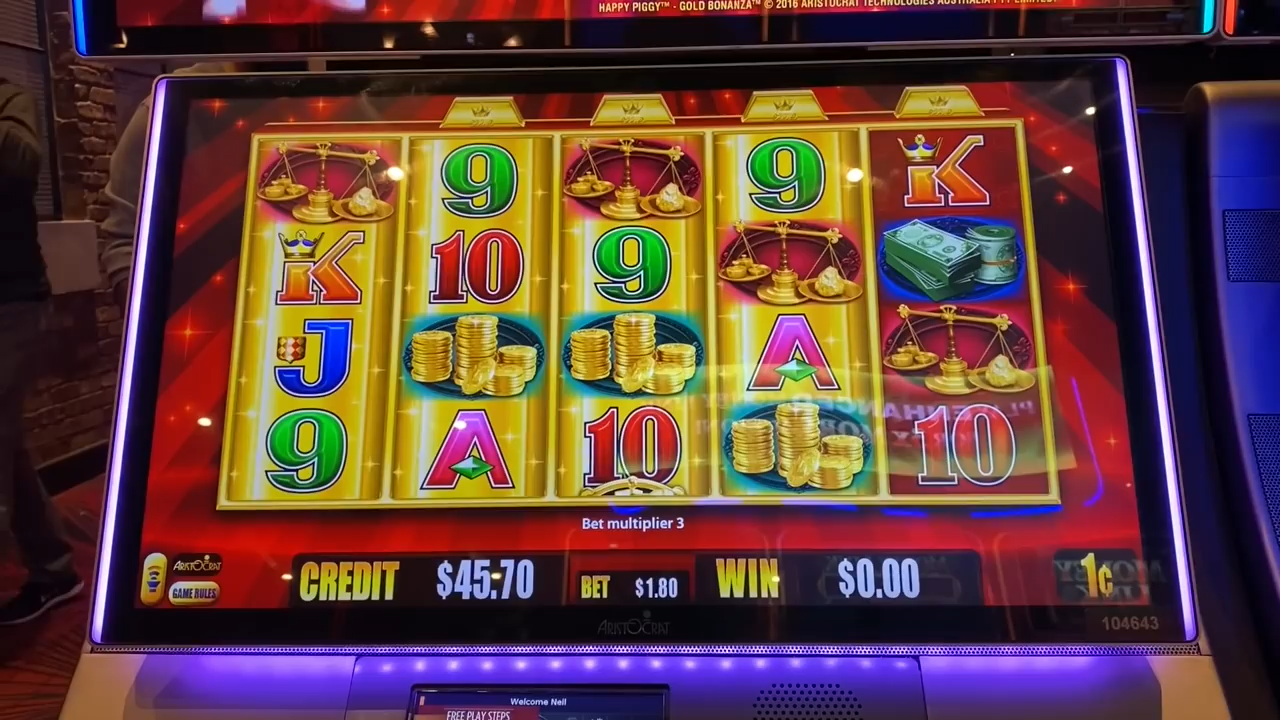 HAPPY PIGGY™ - GOLD BONANZA™ © 2016 ARISTOCRAT TECHNOLOGIES AUSTRALIA PTY LIMITED.
9 9 K
K 10 9
J A
9 A 10 10
Bet multiplier 3
ARISTOCRAT
GAME RULES
CREDIT $45.70 BET $1.80 WIN $0.00 1¢
ARISTOCRAT
104643
Welcome Neil
FREE PLAY STEPS